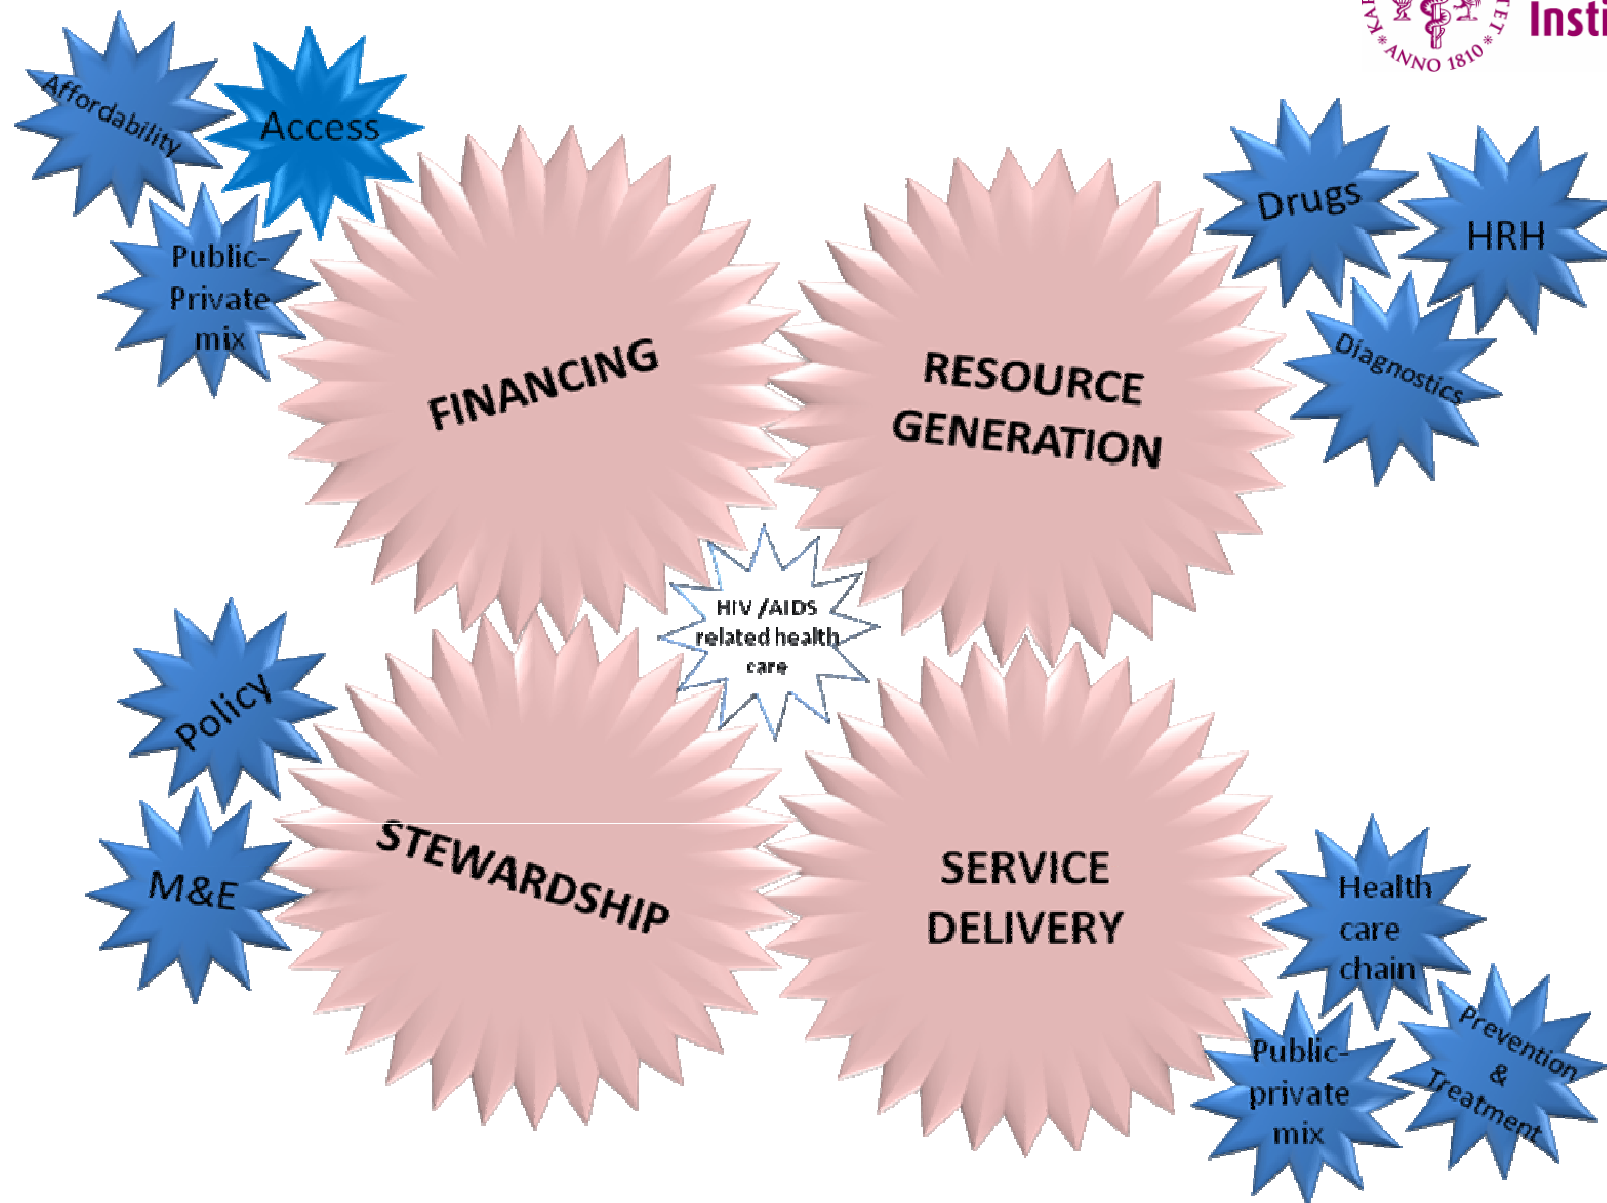 Insti
ANNO 1810
Affordability
Access
Public-
Private
mix
Drugs
HRH
Diagnostics
FINANCING
RESOURCE
GENERATION
HIV /AIDS
related health
care
Policy
M&E
STEWARDSHIP
SERVICE
DELIVERY
Health
care
chain
Public-
private
mix
Prevention
&
Treatment